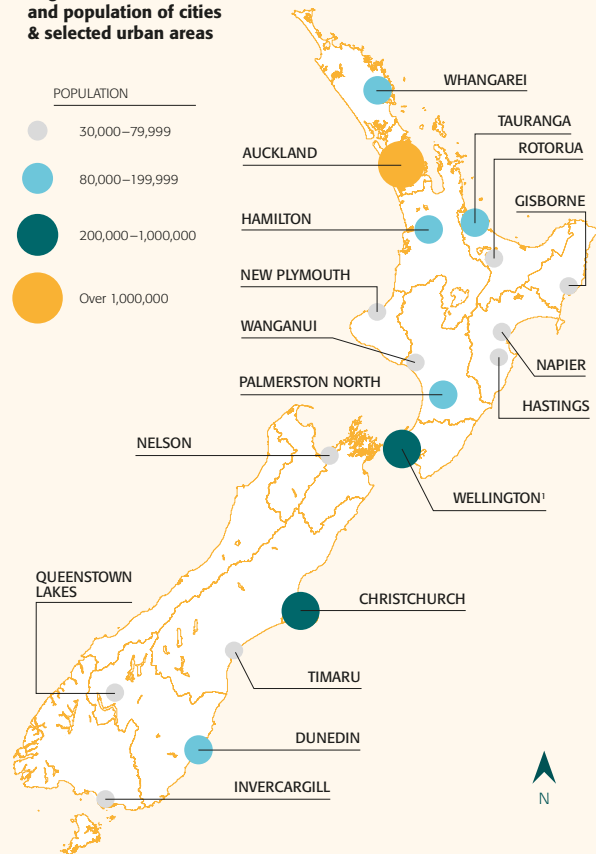 and population of cities
& selected urban areas
POPULATION
30,000–79,999
80,000–199,999
200,000–1,000,000
Over 1,000,000
WHANGAREI
TAURANGA
AUCKLAND
ROTORUA
GISBORNE
HAMILTON
NEW PLYMOUTH
WANGANUI
NAPIER
PALMERSTON NORTH
HASTINGS
NELSON
WELLINGTON¹
QUEENSTOWN
LAKES
CHRISTCHURCH
TIMARU
DUNEDIN
INVERCARGILL
N